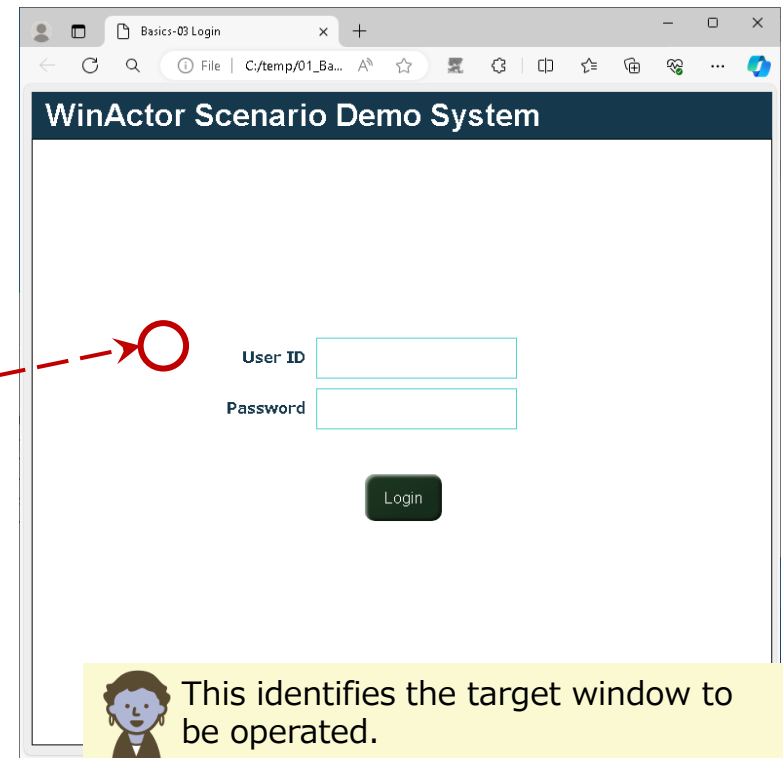 Basics-03 Login
File | C:/temp/01_Ba...
WinActor Scenario Demo System
User ID
Password
Login
This identifies the target window to
be operated.